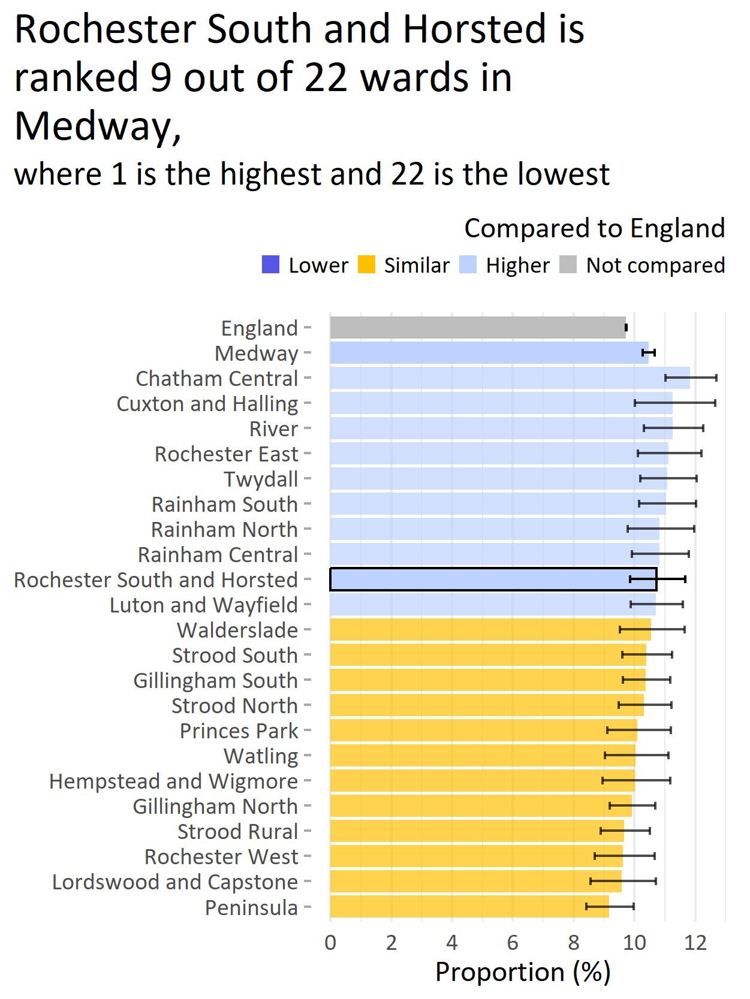 Rochester South and Horsted is
ranked 9 out of 22 wards in
Medway,
where 1 is the highest and 22 is the lowest
Compared to England
Lower Similar Higher Not compared
England
Medway
Chatham Central
Cuxton and Halling
River
Rochester East
Twydall
Rainham South
Rainham North
Rainham Central
Rochester South and Horsted
Luton and Wayfield
Walderslade
Strood South
Gillingham South
Strood North
Princes Park
Watling
Hempstead and Wigmore
Gillingham North
Strood Rural
Rochester West
Lordswood and Capstone
Peninsula
0 2 4 6 8 10 12
Proportion (%)